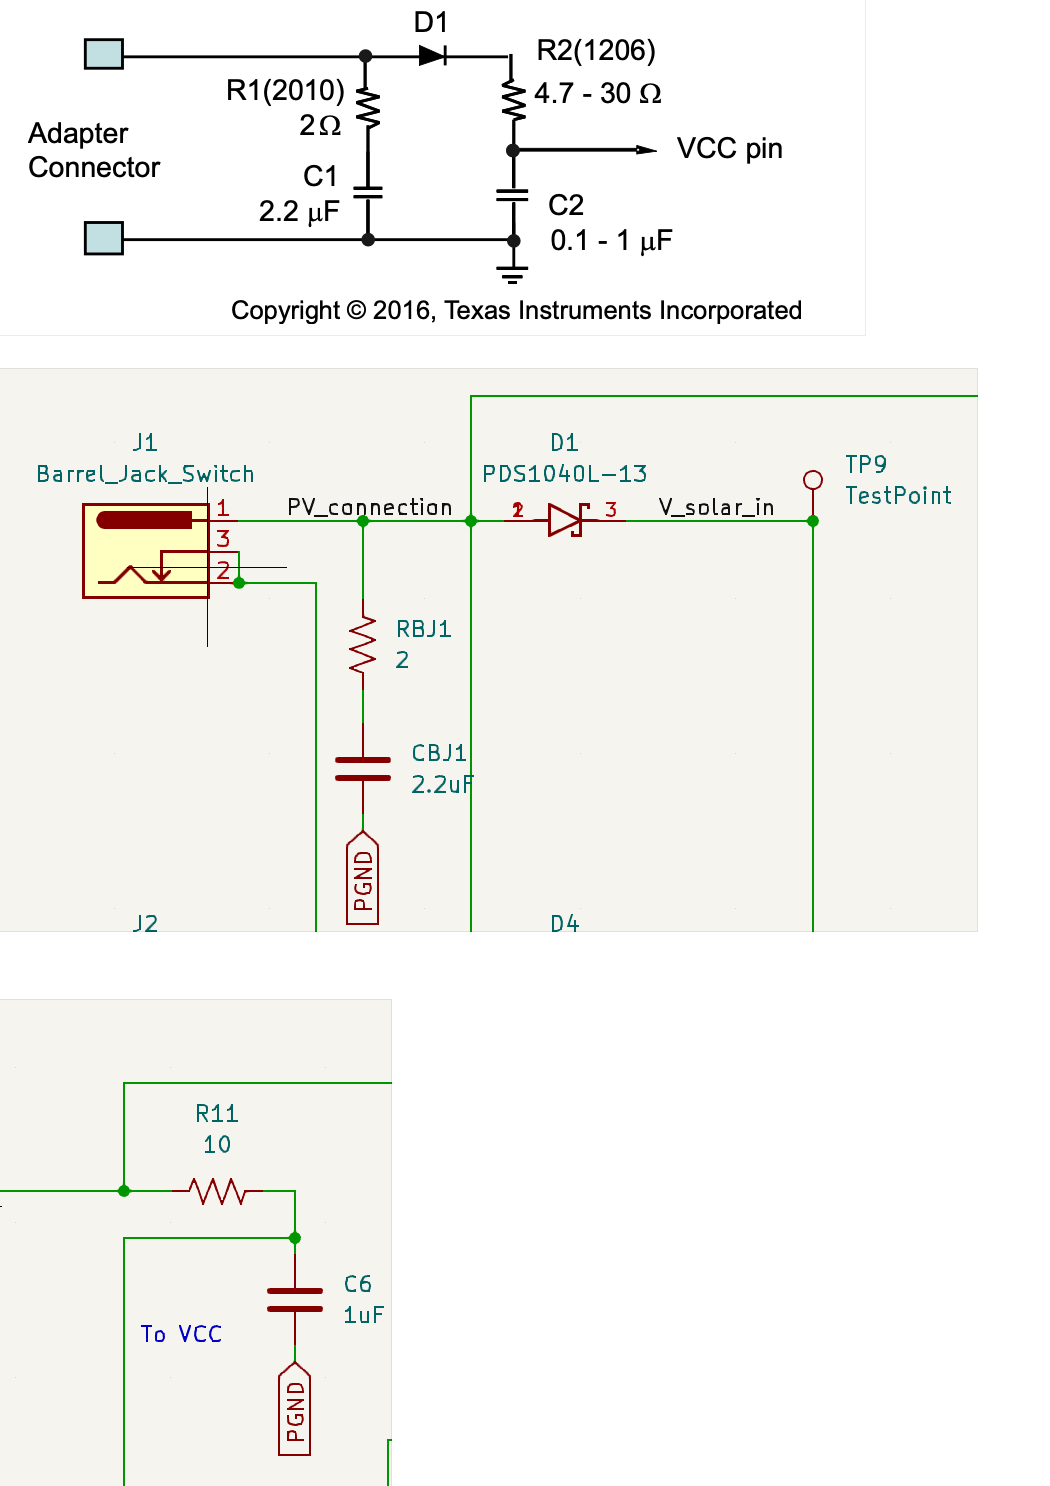 D1
R2(1206)
4.7 - 30 Ω
R1(2010)
2Ω
Adapter
Connector
VCC pin
C1
2.2 μF
C2
0.1 - 1 μF
Copyright © 2016, Texas Instruments Incorporated
J1
Barrel_Jack_Switch
1
3
2
PV_connection
D1
PDS1040L-13
3
V_solar_in
TP9
TestPoint
RBJ1
2
CBJ1
2.2uF
PGND
J2
D4
R11
10
C6
1uF
To VCC
PGND